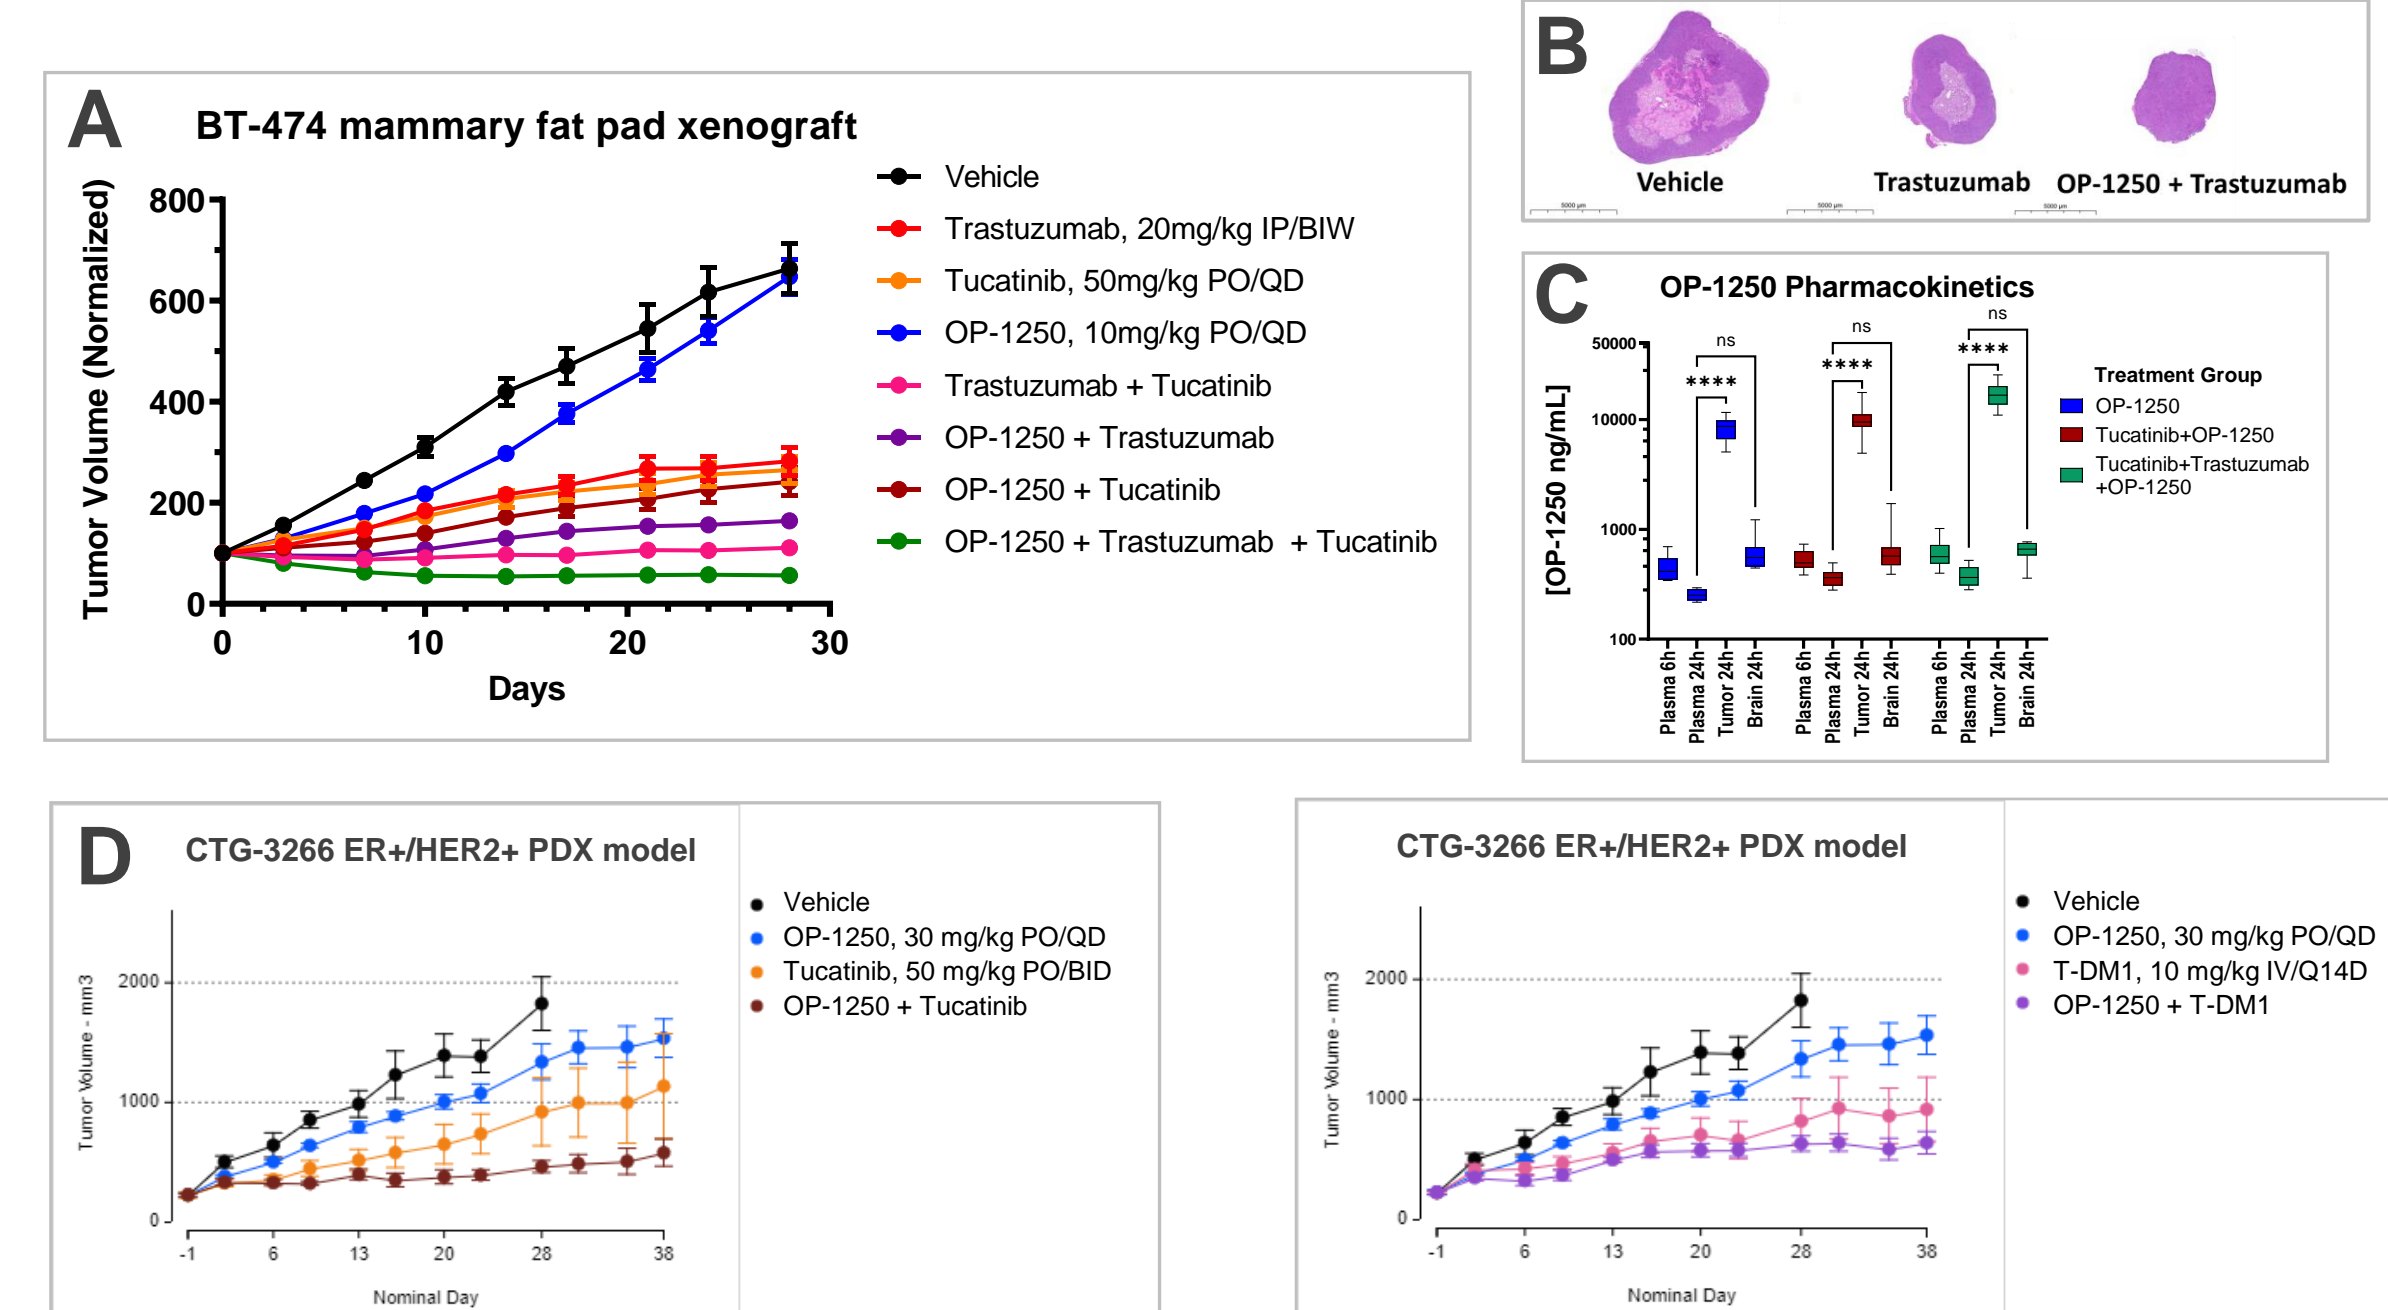 A
BT-474 mammary fat pad xenograft
Tumor Volume (Normalized)
800
600
400
200
0
0
10
20
30
Days
Vehicle
Trastuzumab, 20mg/kg IP/BIW
Tucatinib, 50mg/kg PO/QD
OP-1250, 10mg/kg PO/QD
Trastuzumab + Tucatinib
OP-1250 + Trastuzumab
OP-1250 + Tucatinib
OP-1250 + Trastuzumab + Tucatinib
B
Vehicle
Trastuzumab
OP-1250 + Trastuzumab
5000 µm
5000 µm
5000 µm
C
OP-1250 Pharmacokinetics
[OP-1250 ng/mL]
50000
10000
1000
100
ns
****
ns
****
ns
****
Plasma 6h
Plasma 24h
Tumor 24h
Brain 24h
Plasma 6h
Plasma 24h
Tumor 24h
Brain 24h
Plasma 6h
Plasma 24h
Tumor 24h
Brain 24h
Treatment Group
OP-1250
Tucatinib+OP-1250
Tucatinib+Trastuzumab
+OP-1250
D
CTG-3266 ER+/HER2+ PDX model
Tumor Volume - mm3
2000
1000
0
-1
6
13
20
28
38
Nominal Day
Vehicle
OP-1250, 30 mg/kg PO/QD
Tucatinib, 50 mg/kg PO/BID
OP-1250 + Tucatinib
CTG-3266 ER+/HER2+ PDX model
Tumor Volume - mm3
2000
1000
0
-1
6
13
20
28
38
Nominal Day
Vehicle
OP-1250, 30 mg/kg PO/QD
T-DM1, 10 mg/kg IV/Q14D
OP-1250 + T-DM1